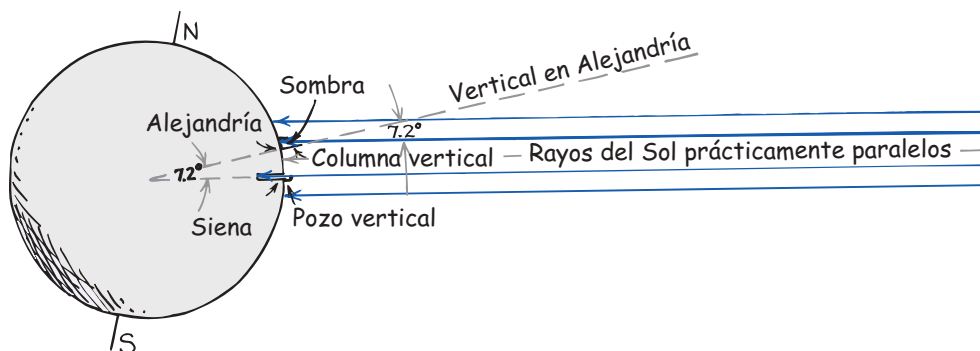 N
Vertical en Alejandría
Sombra
Alejandría
7.2°
Columna vertical
Rayos del Sol prácticamente paralelos
7.2°
Siena
Pozo vertical
S